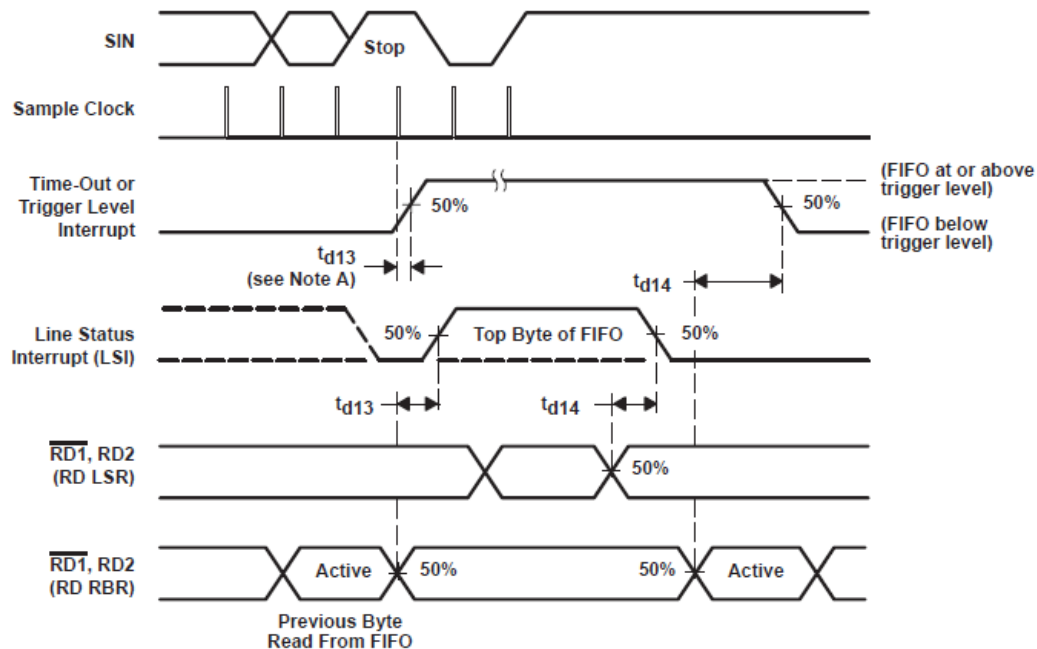 SIN
Stop
Sample Clock
Time-Out or
Trigger Level
Interrupt
50%
50%
(FIFO at or above
trigger level)
(FIFO below
trigger level)
td13
(see Note A)
td14
Line Status
Interrupt (LSI)
50%
Top Byte of FIFO
50%
td13
td14
RD1, RD2
(RD LSR)
50%
RD1, RD2
(RD RBR)
Active
50%
50%
Active
Previous Byte
Read From FIFO